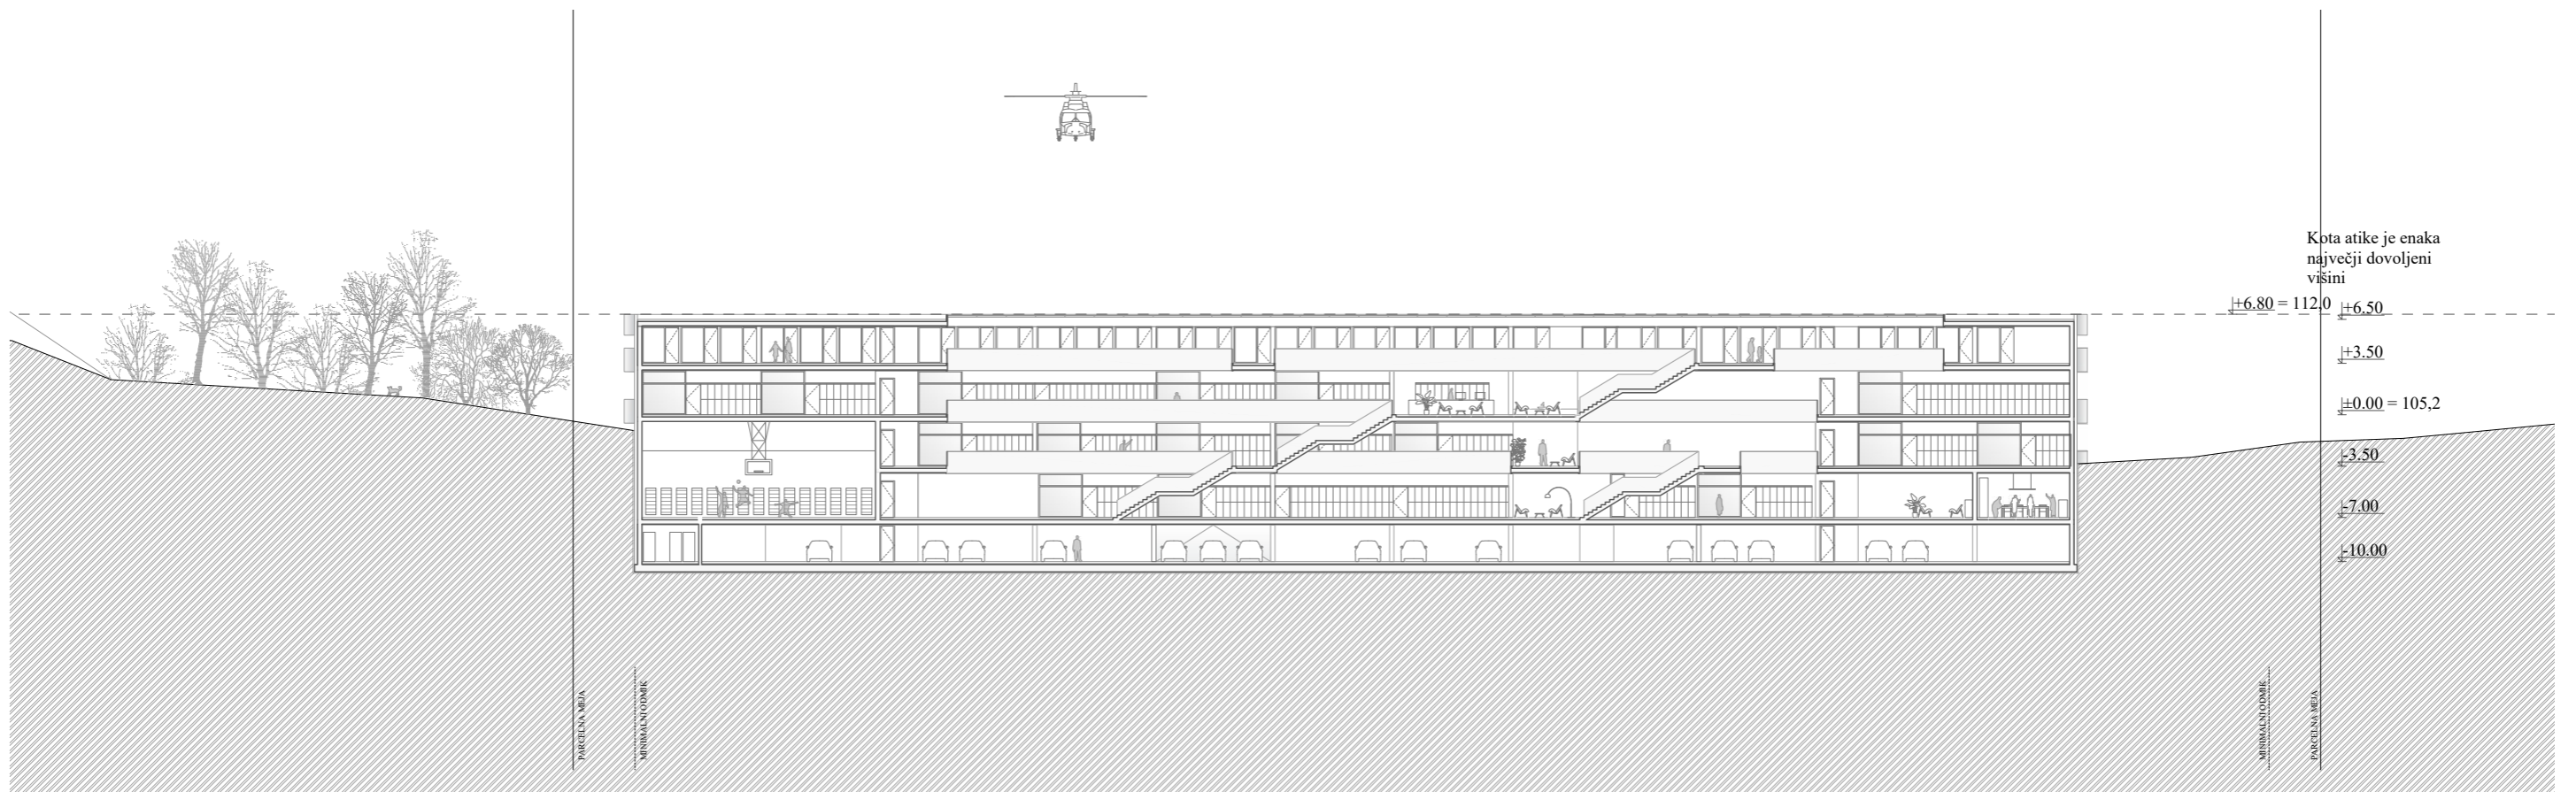 Kota atike je enaka
največji dovoljeni
višini
+6.80 = 112,0
+6.50
+3.50
±0.00 = 105,2
-3.50
-7.00
-10.00
PARCELNA MEJA
MINIMALNI ODMIK
MINIMALNI ODMIK
PARCELNA MEJA